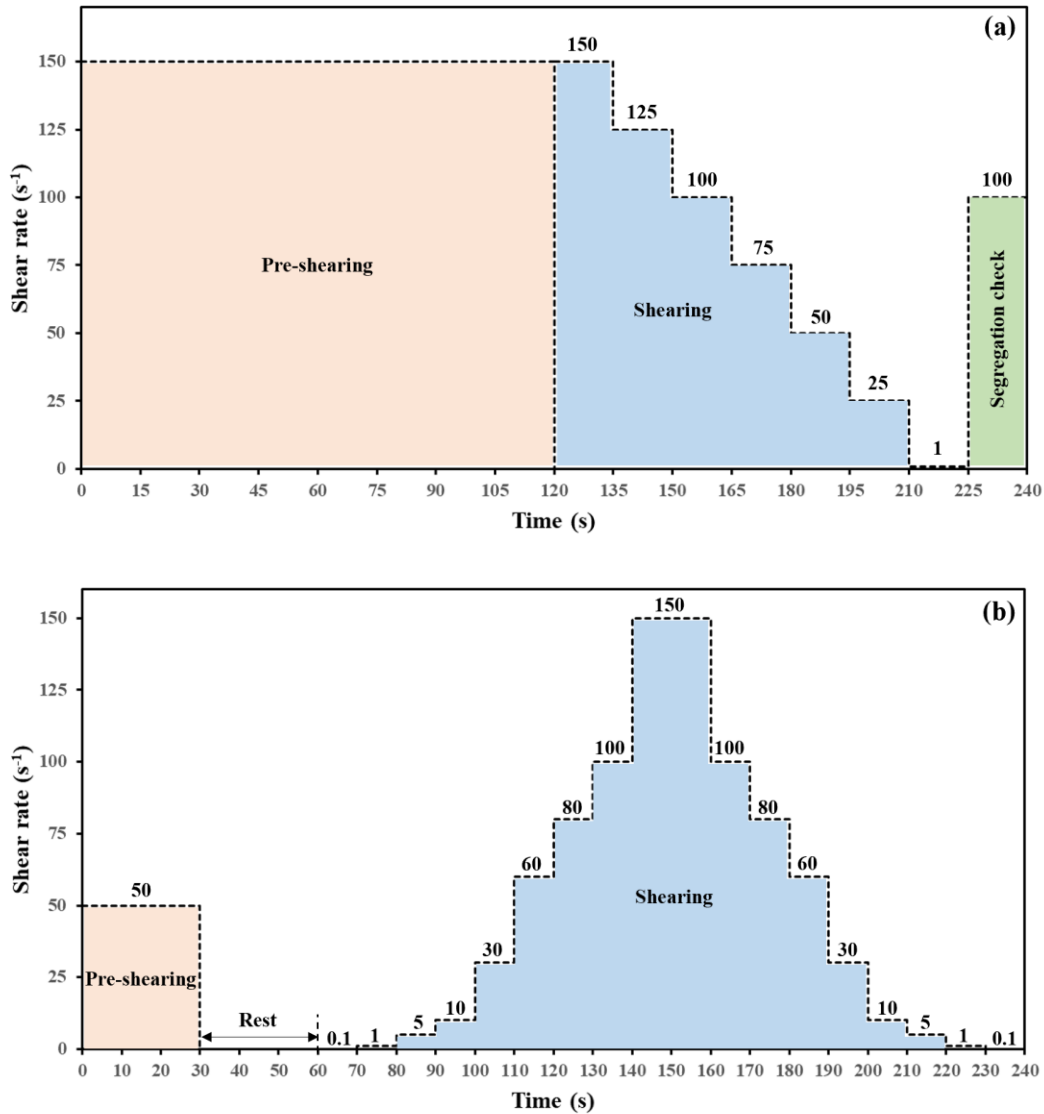 (a)
150
125
100
75
50
25
0
Shear rate (s-1)
150
125
100
75
50
25
1
100
Pre-shearing
Shearing
Segregation check
0 15 30 45 60 75 90 105 120 135 150 165 180 195 210 225 240
Time (s)
(b)
150
125
100
75
50
25
0
Shear rate (s-1)
50
Pre-shearing
Rest
0.1 1 5 10 30 60 80 100 150 100 80 60 30 10 5 1 0.1
Shearing
0 10 20 30 40 50 60 70 80 90 100 110 120 130 140 150 160 170 180 190 200 210 220 230 240
Time (s)